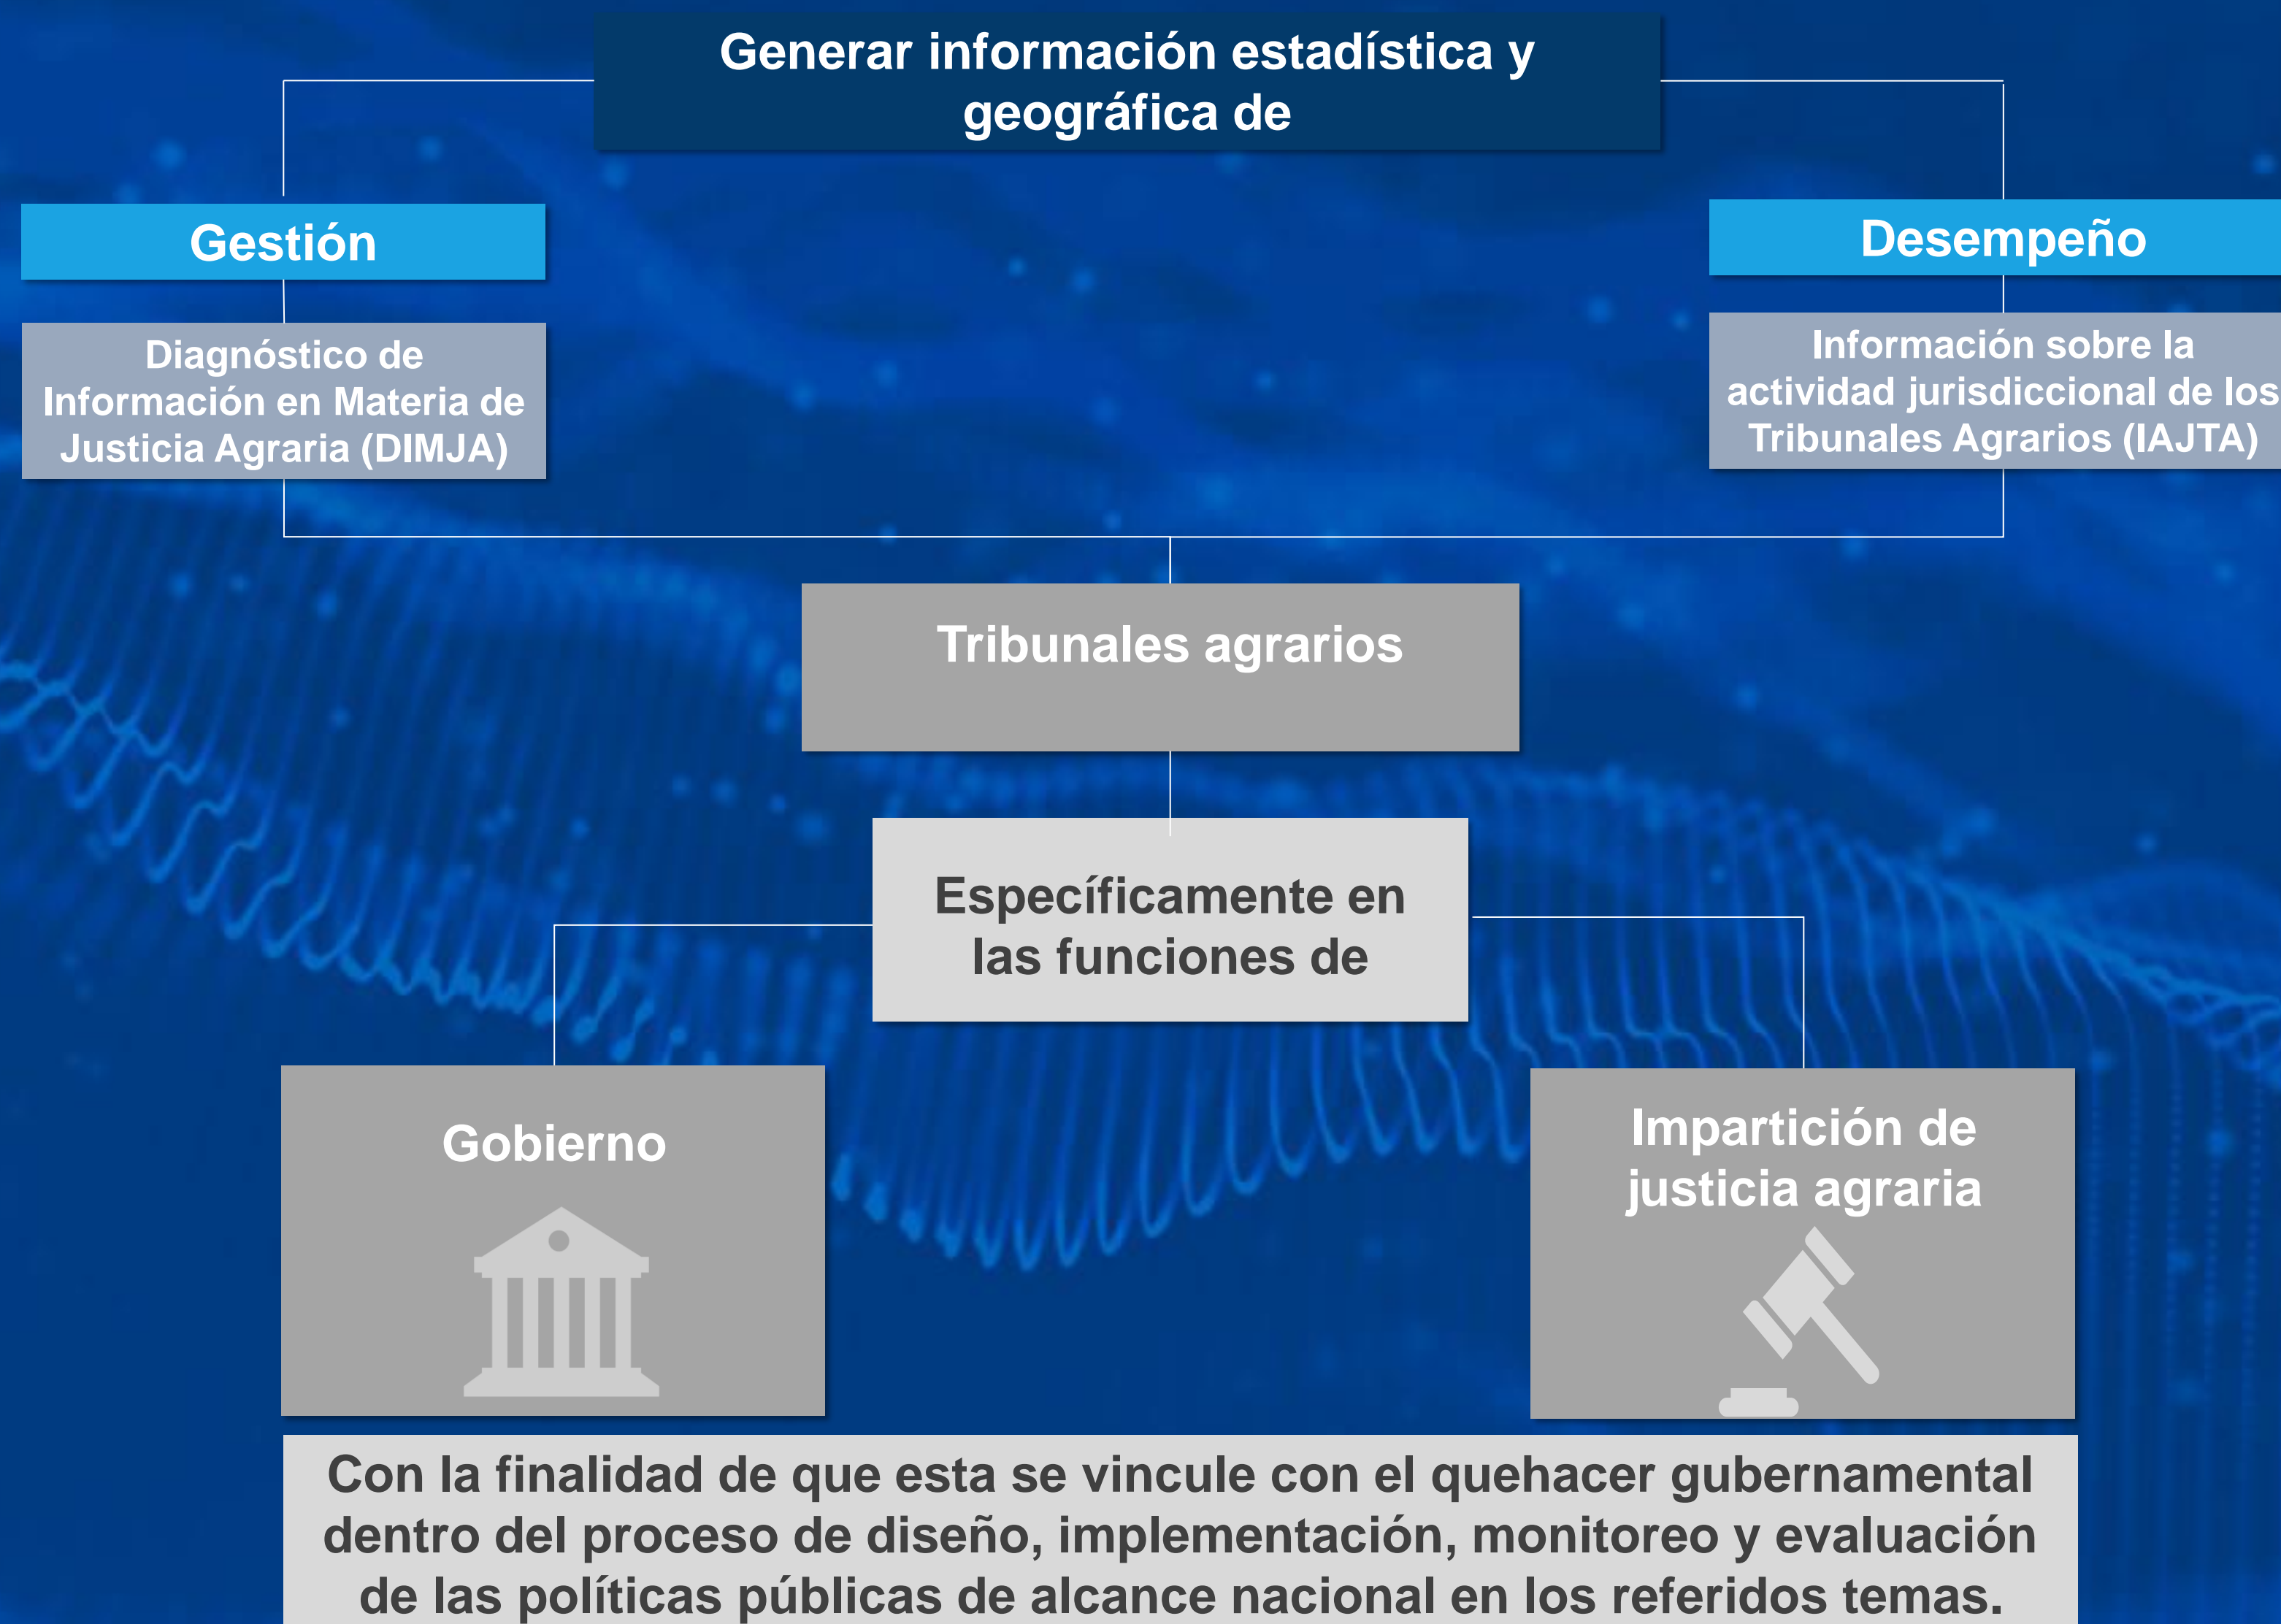 Generar información estadística y
geográfica de
Gestión
Desempeño
Diagnóstico de
Información en Materia de
Justicia Agraria (DIMJA)
Información sobre la
actividad jurisdiccional de los
Tribunales Agrarios (IAJTA)
Tribunales agrarios
Específicamente en
las funciones de
Gobierno
Impartición de
justicia agraria
Con la finalidad de que esta se vincule con el quehacer gubernamental
dentro del proceso de diseño, implementación, monitoreo y evaluación
de las políticas públicas de alcance nacional en los referidos temas.